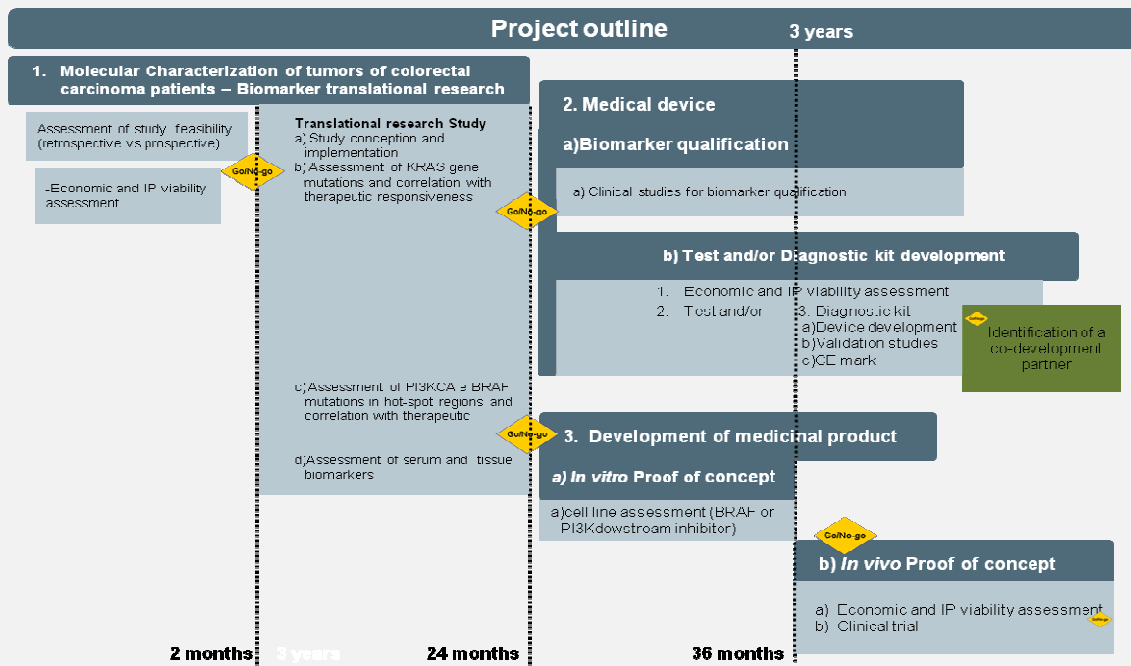 Project outline
3 years
1. Molecular Characterization of tumors of colorectal
carcinoma patients – Biomarker translational research
Assessment of study feasibility
(retrospective vs prospective)
-Economic and IP viability
assessment
Go/No-go
Translational research Study
a) Study conception and
implementation
b) Assessment of KRAS gene
mutations and correlation with
therapeutic responsiveness
c) Assessment of PI3KCA e BRAF
mutations in hot-spot regions and
correlation with therapeutic
d) Assessment of serum and tissue
biomarkers
Go/No-go
Go/No-go
2. Medical device
a)Biomarker qualification
a) Clinical studies for biomarker qualification
b) Test and/or Diagnostic kit development
1. Economic and IP viability assessment
2. Test and/or
3. Diagnostic kit
a)Device development
b)Validation studies
c)CE mark
Go/No-go
Identification of a
co-development
partner
3. Development of medicinal product
a) In vitro Proof of concept
a)cell line assessment (BRAF or
PI3Kdowstroam inhibitor)
Go/No-go
b) In vivo Proof of concept
a) Economic and IP viability assessment
b) Clinical trial
Go/No-go
2 months
3 years
24 months
36 months